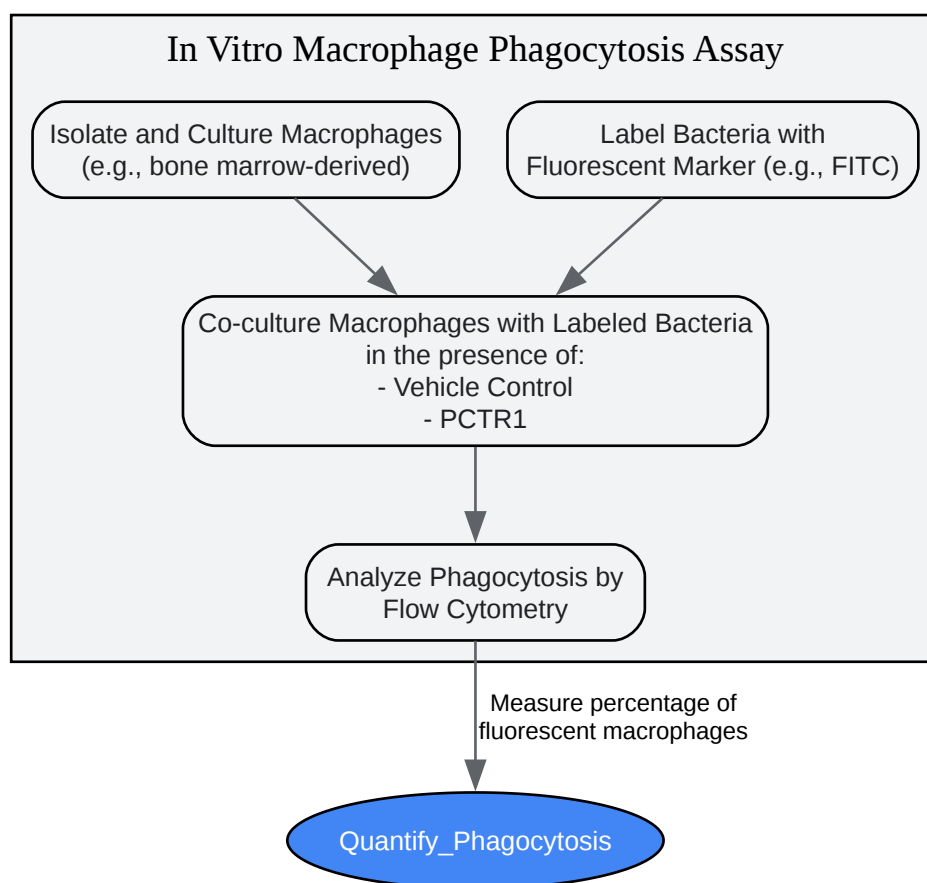 In Vitro Macrophage Phagocytosis Assay
Isolate and Culture Macrophages
(e.g., bone marrow-derived)
Label Bacteria with
Fluorescent Marker (e.g., FITC)
Co-culture Macrophages with Labeled Bacteria
in the presence of:
- Vehicle Control
- PCTR1
Analyze Phagocytosis by
Flow Cytometry
Measure percentage of
fluorescent macrophages
Quantify_Phagocytosis